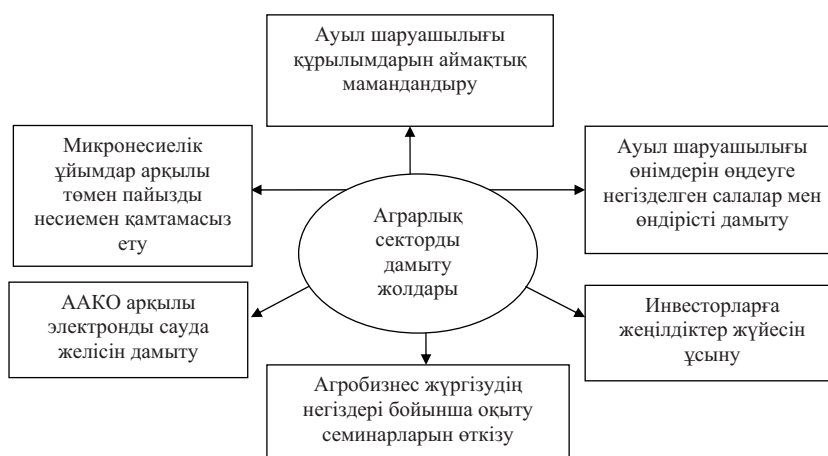 Ауыл шаруашылығы
құрылымдарын аймақтық
мамандандыру
Микронесиелік
ұйымдар арқылы
төмен пайызды
несиемен қамтамасыз
ету
Ауыл шаруашылығы
өнімдерін өңдеуге
негізделген салалар мен
өндірісті дамыту
Аграрлық
секторды
дамыту
жолдары
ААКО арқылы
электронды сауда
желісін дамыту
Инвесторларға
жеңілдіктер жүйесін
ұсыну
Агробизнес жүргізудің
негіздері бойынша оқыту
семинарларын өткізу